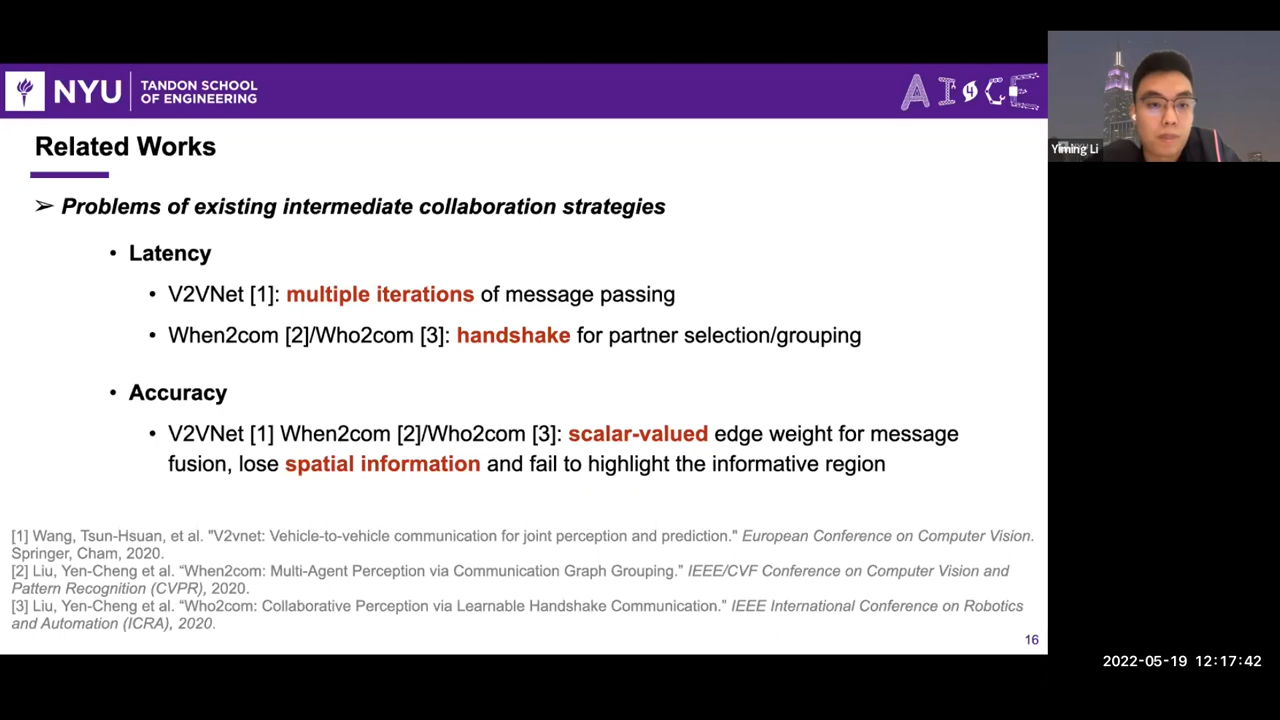 NYU
TANDON SCHOOL
OF ENGINEERING
AI4CE
Yiming Li
Related Works
➢ Problems of existing intermediate collaboration strategies
• Latency
• V2VNet [1]: multiple iterations of message passing
• When2com [2]/Who2com [3]: handshake for partner selection/grouping
• Accuracy
• V2VNet [1] When2com [2]/Who2com [3]: scalar-valued edge weight for message
fusion, lose spatial information and fail to highlight the informative region
[1] Wang, Tsun-Hsuan, et al. "V2vnet: Vehicle-to-vehicle communication for joint perception and prediction." European Conference on Computer Vision.
Springer, Cham, 2020.
[2] Liu, Yen-Cheng et al. “When2com: Multi-Agent Perception via Communication Graph Grouping.” IEEE/CVF Conference on Computer Vision and
Pattern Recognition (CVPR), 2020.
[3] Liu, Yen-Cheng et al. “Who2com: Collaborative Perception via Learnable Handshake Communication.” IEEE International Conference on Robotics
and Automation (ICRA), 2020.
16
2022-05-19 12:17:42